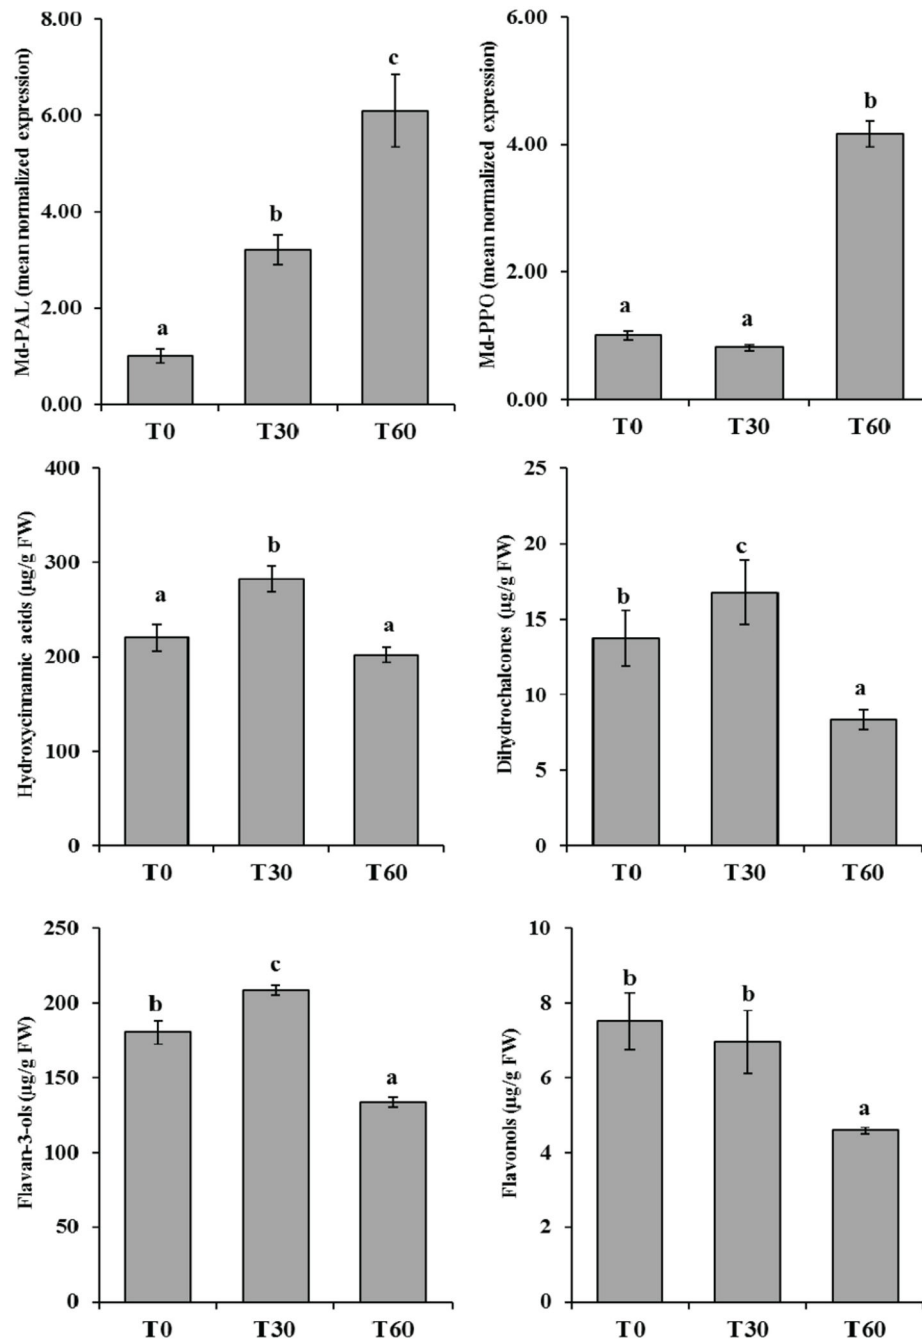 Md-PAL (mean normalized expression)
8.00
6.00
4.00
2.00
0.00
a
b
c
T0
T30
T60
Md-PPO (mean normalized expression)
6.00
4.00
2.00
0.00
a
a
b
T0
T30
T60
Hydroxycinnamic acids (µg/g FW)
400
300
200
100
0
a
b
a
T0
T30
T60
Dihydrochalcones (µg/g FW)
25
20
15
10
5
0
b
c
a
T0
T30
T60
Flavan-3-ols (µg/g FW)
250
200
150
100
50
0
b
c
a
T0
T30
T60
Flavonols (µg/g FW)
10
8
6
4
2
0
b
b
a
T0
T30
T60